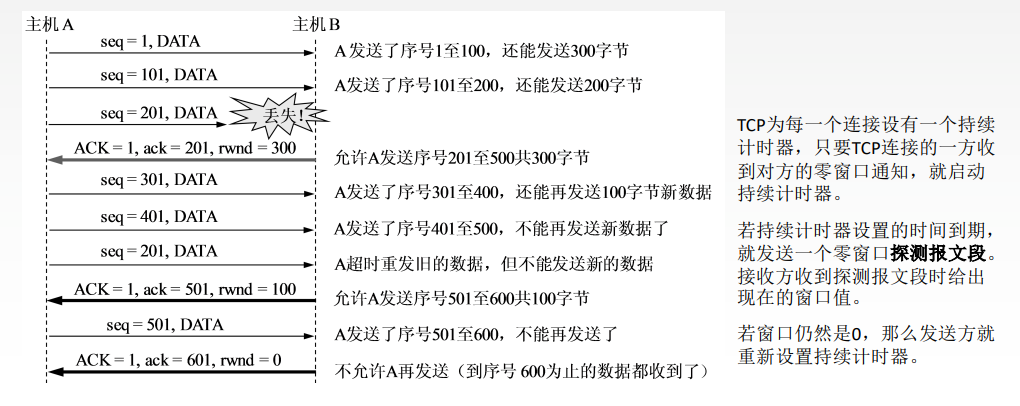 主机A 主机B
seq = 1, DATA A发送了序号1至100，还能发送300字节
seq = 101, DATA A发送了序号101至200，还能发送200字节
seq = 201, DATA 丢失!
ACK = 1, ack = 201, rwnd = 300 允许A发送序号201至500共300字节
seq = 301, DATA A发送了序号301至400，还能再发送100字节新数据
seq = 401, DATA A发送了序号401至500，不能再发送新数据了
seq = 201, DATA A超时重发旧的数据，但不能发送新的数据
ACK = 1, ack = 501, rwnd = 100 允许A发送序号501至600共100字节
seq = 501, DATA A发送了序号501至600，不能再发送了
ACK = 1, ack = 601, rwnd = 0 不允许A再发送（到序号 600为止的数据都收到了）
TCP为每一个连接设有一个持续
计时器，只要TCP连接的一方收
到对方的零窗口通知，就启动
持续计时器。
若持续计时器设置的时间到期，
就发送一个零窗口探测报文段。
接收方收到探测报文段时给出
现在的窗口值。
若窗口仍然是0，那么发送方就
重新设置持续计时器。